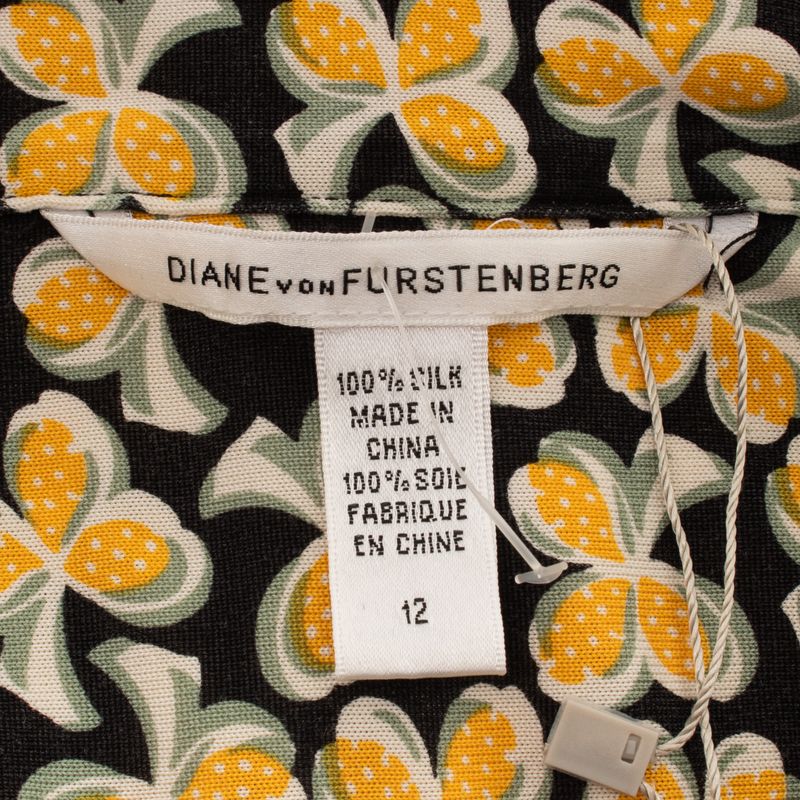 DIANE VON FURSTENBERG
100% SILK
MADE IN
CHINA
100% SOIE
FABRIQUE
EN CHINE
12